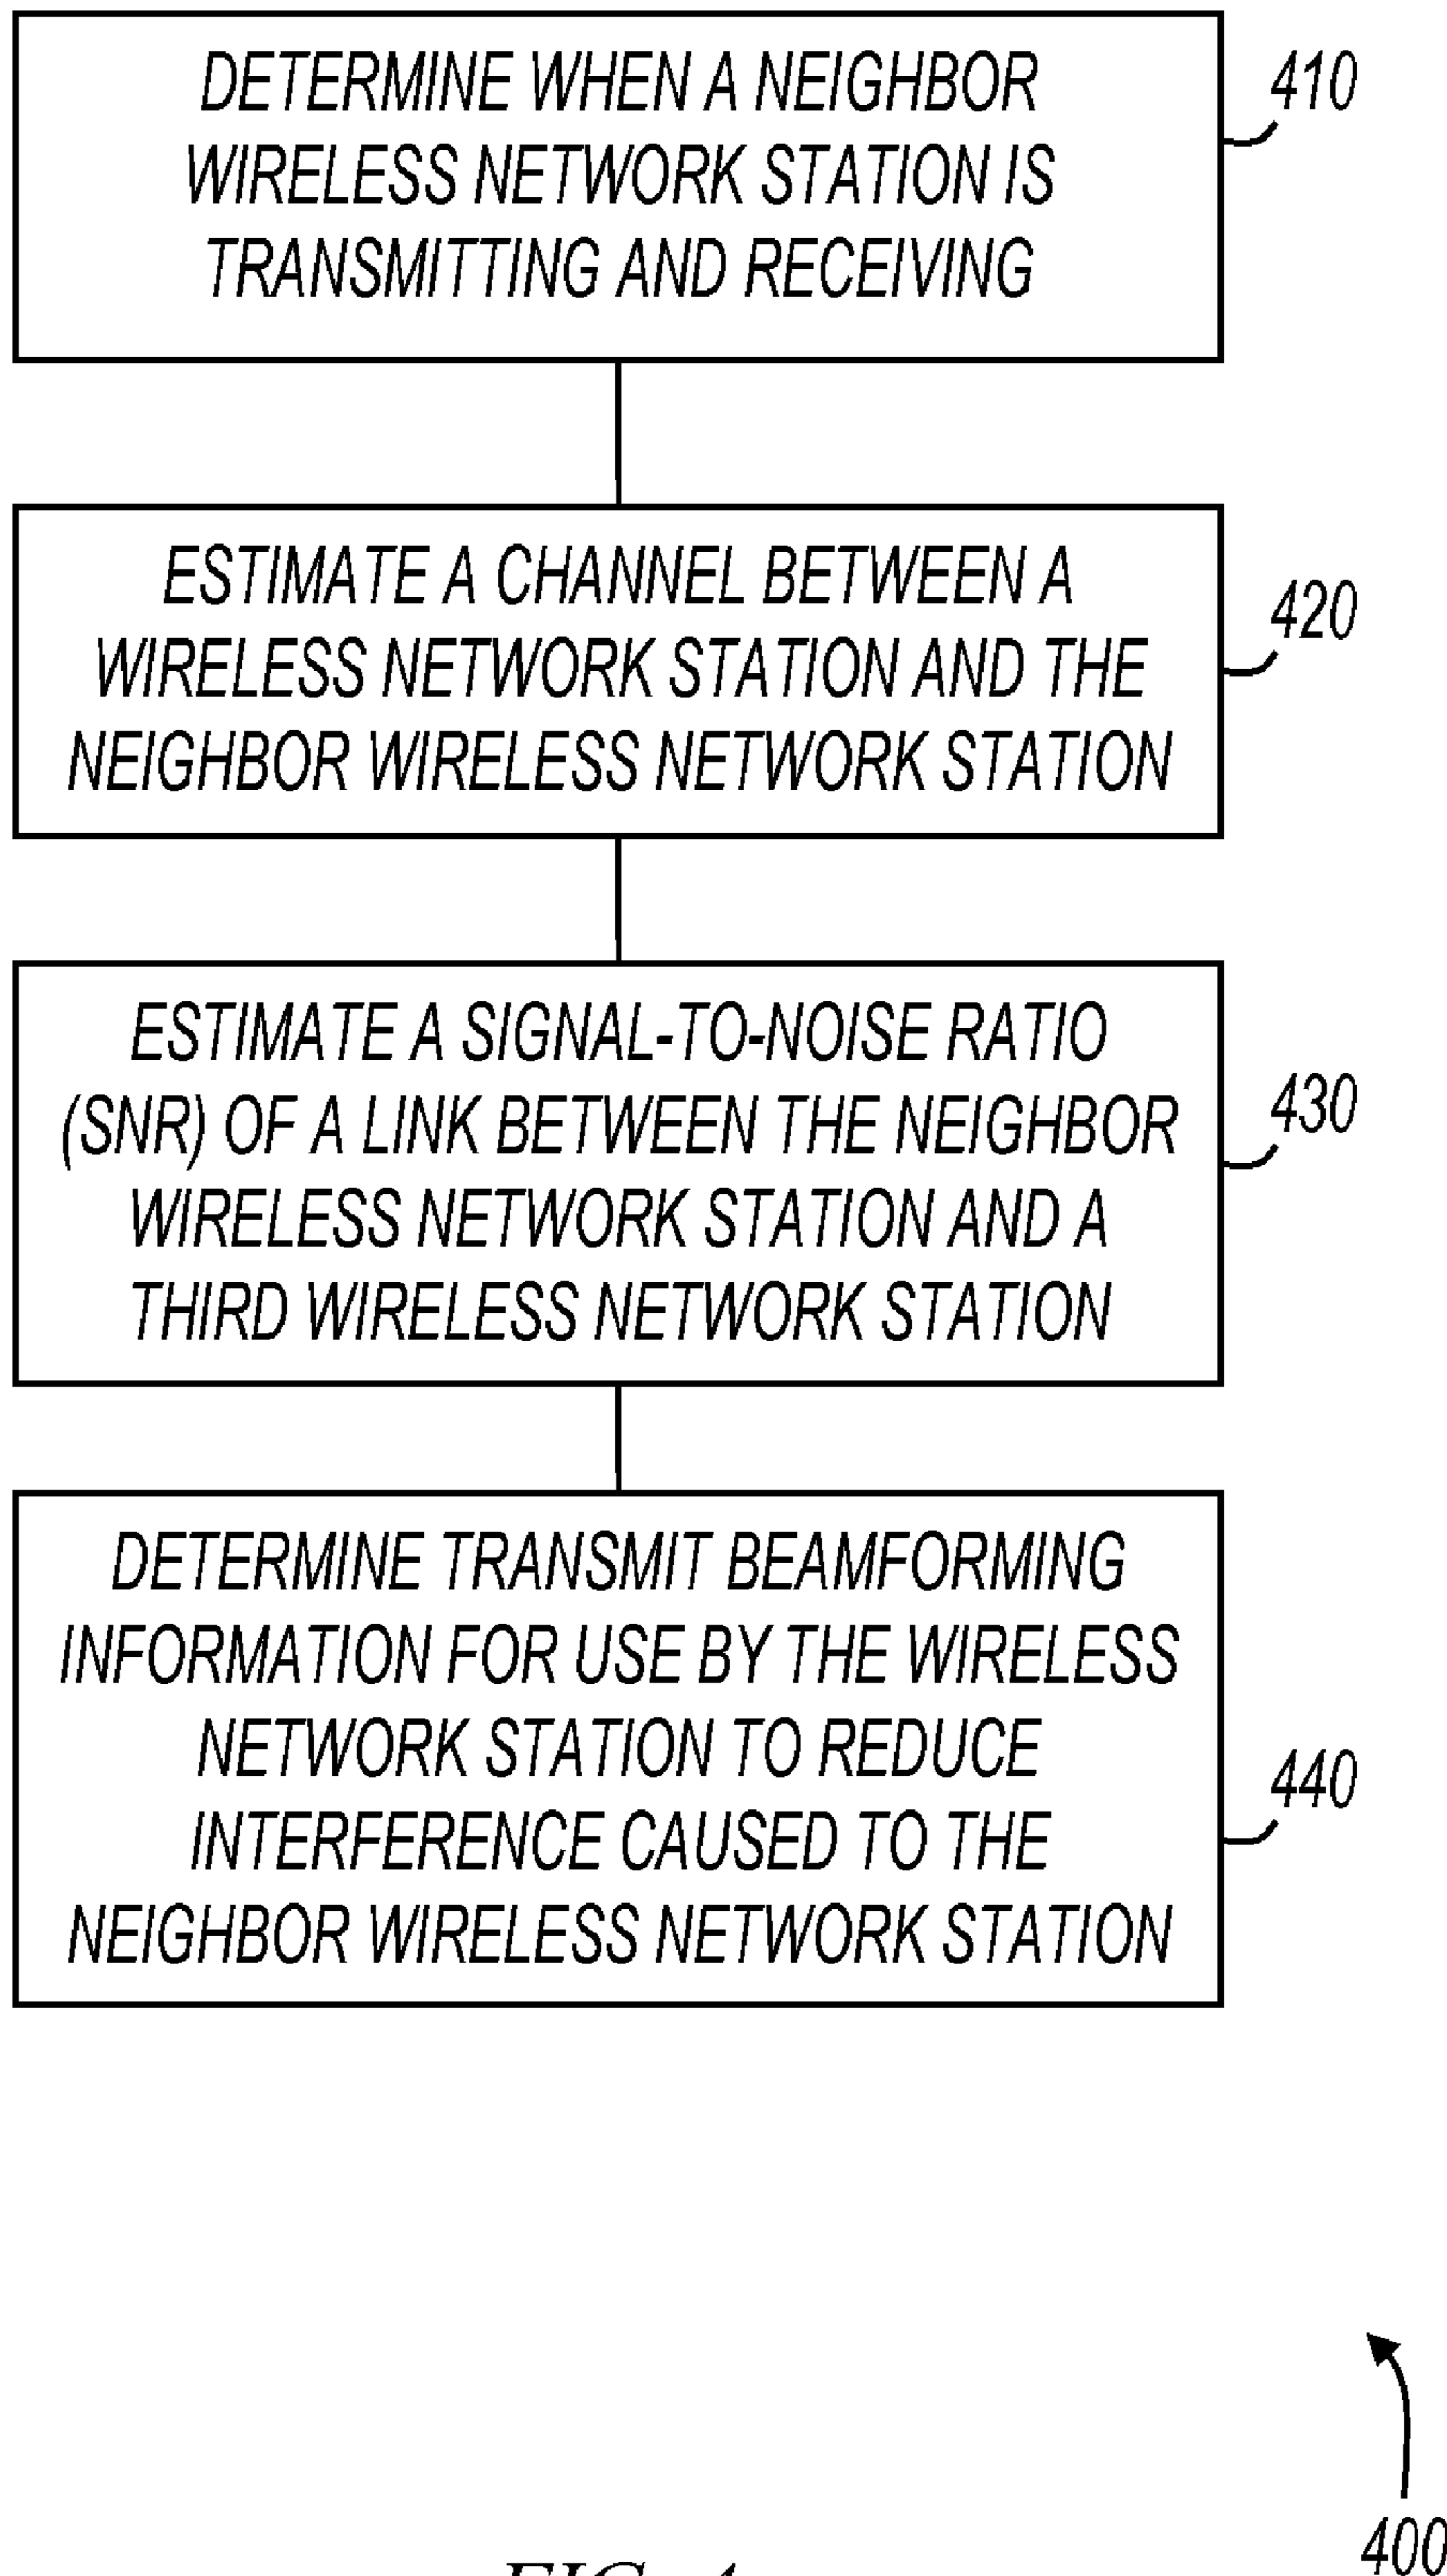 DETERMINE WHEN A NEIGHBOR
WIRELESS NETWORK STATION IS
TRANSMITTING AND RECEIVING
410
ESTIMATE A CHANNEL BETWEEN A
WIRELESS NETWORK STATION AND THE
NEIGHBOR WIRELESS NETWORK STATION
420
ESTIMATE A SIGNAL-TO-NOISE RATIO
(SNR) OF A LINK BETWEEN THE NEIGHBOR
WIRELESS NETWORK STATION AND A
THIRD WIRELESS NETWORK STATION
430
DETERMINE TRANSMIT BEAMFORMING
INFORMATION FOR USE BY THE WIRELESS
NETWORK STATION TO REDUCE
INTERFERENCE CAUSED TO THE
NEIGHBOR WIRELESS NETWORK STATION
440
400